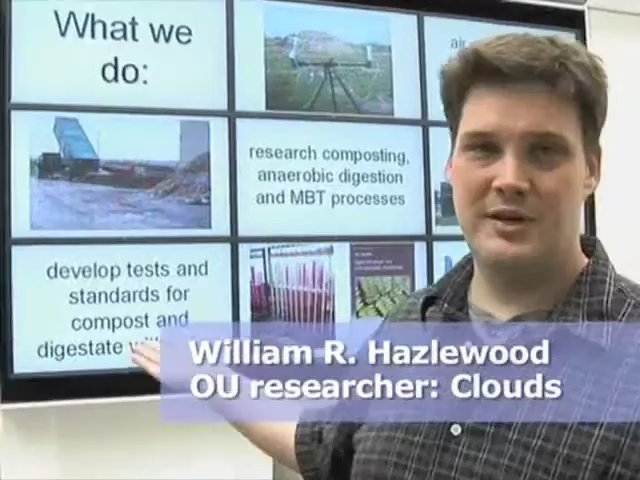 What we
do:
air
research composting,
anaerobic digestion
and MBT processes
develop tests and
standards for
compost and
digestate
William R. Hazlewood
OU researcher: Clouds